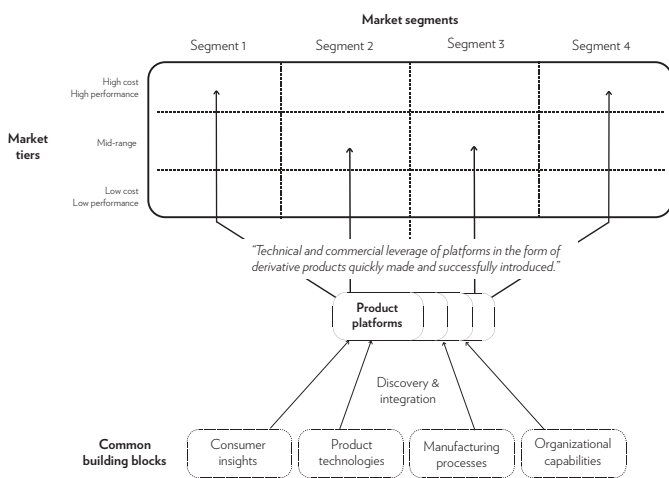 Market segments
Segment 1 Segment 2 Segment 3 Segment 4
High cost
High performance
Market
tiers
Mid-range
Low cost
Low performance
“Technical and commercial leverage of platforms in the form of
derivative products quickly made and successfully introduced.”
Product
platforms
Discovery &
integration
Common
building blocks
Consumer
insights
Product
technologies
Manufacturing
processes
Organizational
capabilities